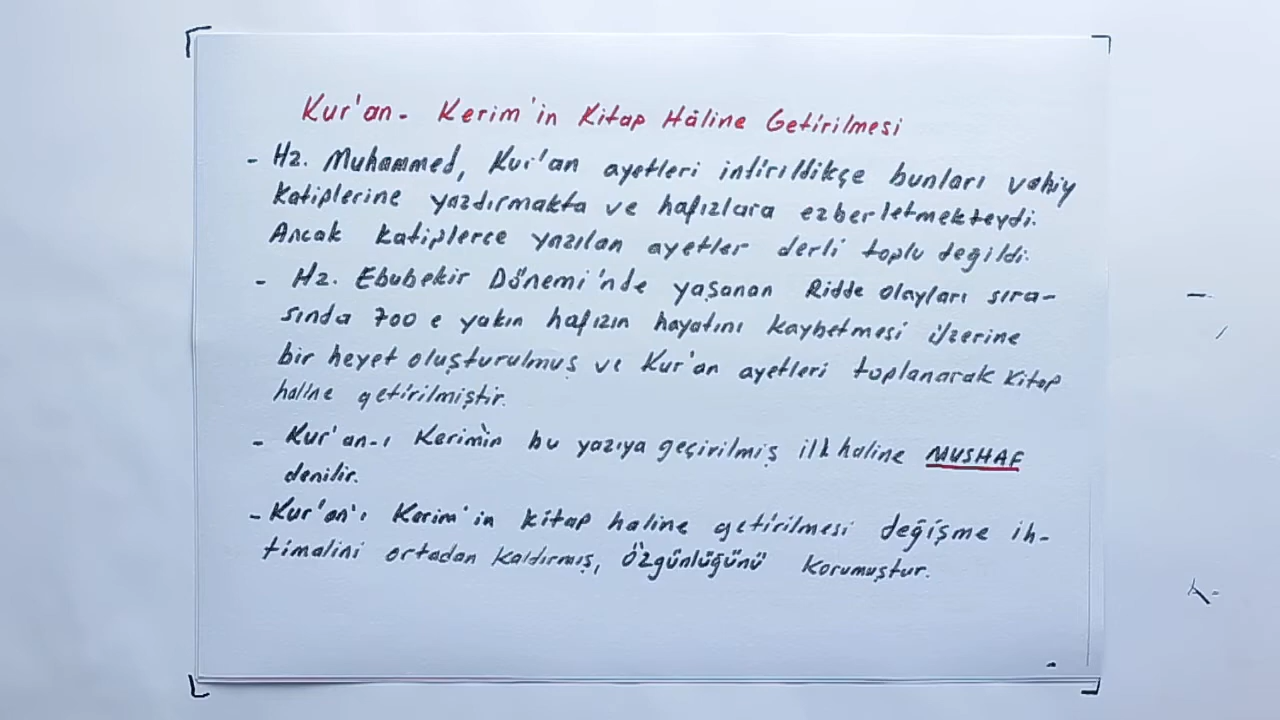 Kur'an- Kerim'in Kitap Hâline Getirilmesi
- Hz. Muhammed, Kur'an ayetleri indirildikçe bunları vahiy
katiplerine yazdırmakta ve hafızlara ezberletmekteydi.
Ancak katiplerce yazılan ayetler derli toplu değildi.
- Hz. Ebubekir Dönemi'nde yaşanan Ridde olayları sıra-
sında 700 e yakın hafızın hayatını kaybetmesi üzerine
bir heyet oluşturulmuş ve Kur'an ayetleri toplanarak kitap
haline getirilmiştir.
- Kur'an-ı Kerimin bu yazıya geçirilmiş ilk haline MUSHAF
denilir.
- Kur'an'ı Kerim'in kitap haline getirilmesi değişme ih-
timalini ortadan kaldırmış, özgünlüğünü korumuştur.